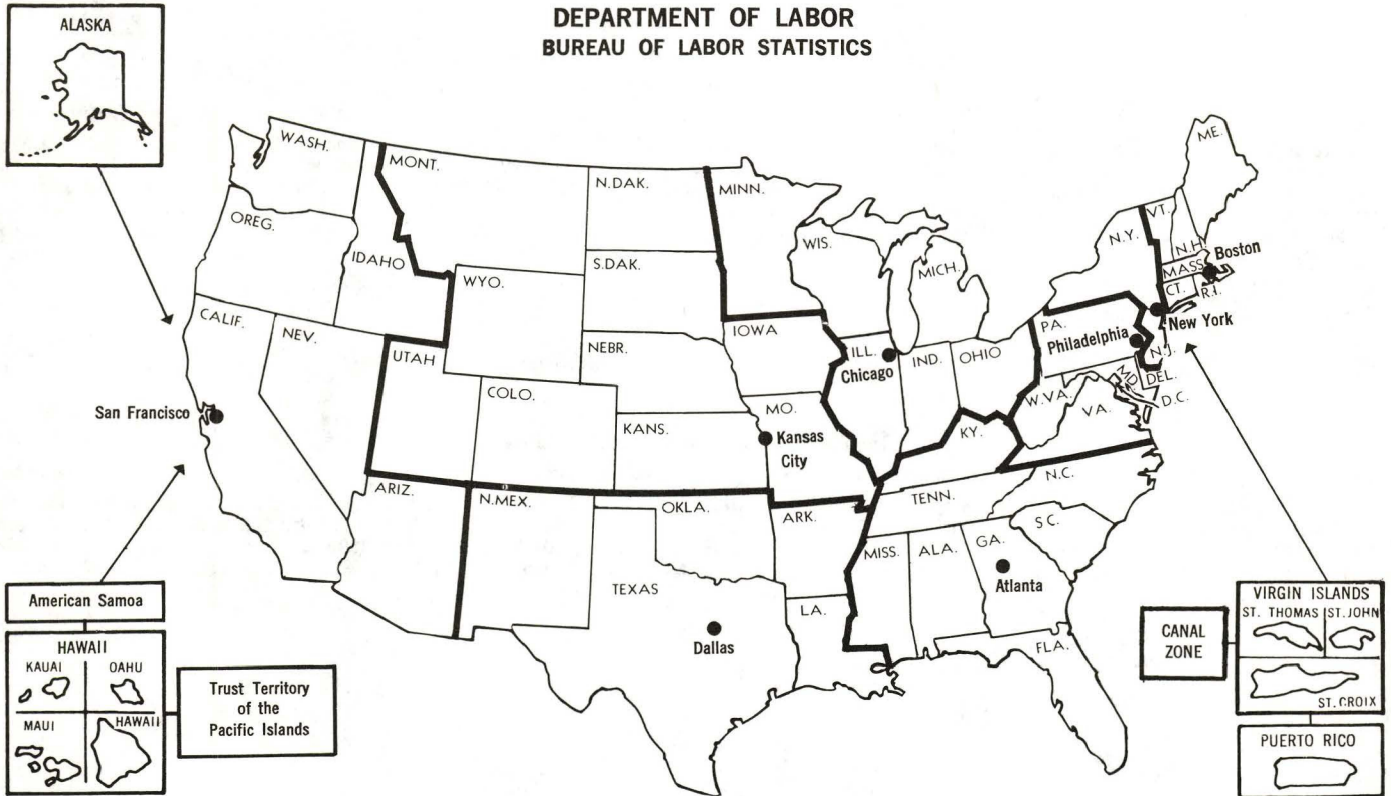 DEPARTMENT OF LABOR
BUREAU OF LABOR STATISTICS
ALASKA
WASH.
MONT.
N.DAK.
MINN.
ME.
OREG.
IDAHO
S.DAK.
WIS.
MICH.
N.Y.
VT.
N.H.
Boston
MASS.
WYO.
CT.
R.I.
CALIF.
NEV.
UTAH
NEBR.
IOWA
ILL.
Chicago
IND.
OHIO
PA.
Philadelphia
New York
N.J.
DEL.
MD.
D.C.
W.VA.
VA.
COLO.
KANS.
MO.
Kansas
City
KY.
San Francisco
ARIZ.
N.MEX.
OKLA.
ARK.
TENN.
N.C.
S.C.
MISS.
ALA.
GA.
Atlanta
TEXAS
Dallas
LA.
FLA.
American Samoa
HAWAII
KAUAI
OAHU
MAUI
HAWAII
Trust Territory
of the
Pacific Islands
CANAL
ZONE
VIRGIN ISLANDS
ST. THOMAS
ST. JOHN
ST. CROIX
PUERTO RICO